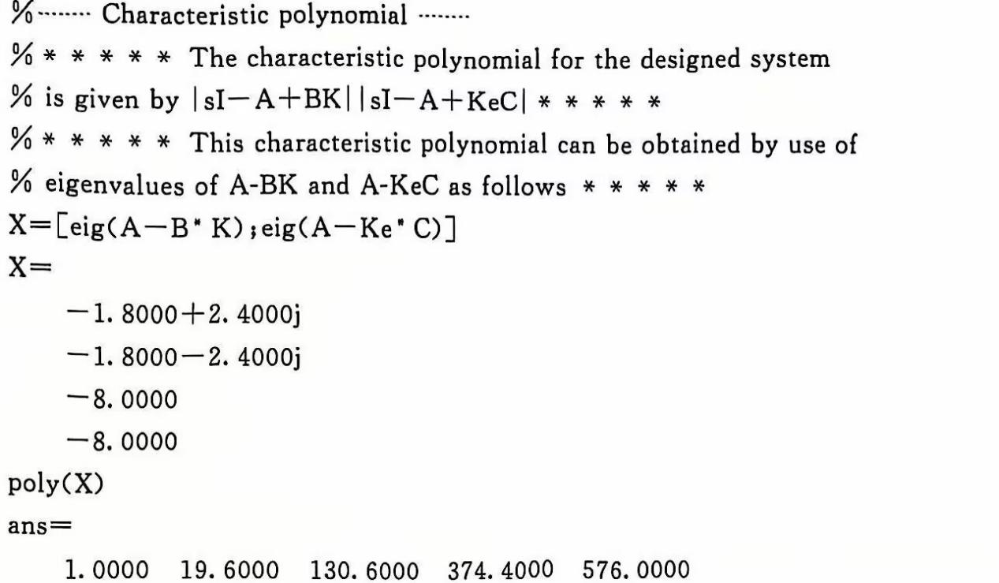 %-------- Characteristic polynomial --------
% * * * * * The characteristic polynomial for the designed system
% is given by |sI-A+BK||sI-A+KeC| * * * * *
% * * * * * This characteristic polynomial can be obtained by use of
% eigenvalues of A-BK and A-KeC as follows * * * * *
X=[eig(A-B* K);eig(A-Ke* C)]
X=
-1.8000+2.4000j
-1.8000-2.4000j
-8.0000
-8.0000
poly(X)
ans=
1.0000 19.6000 130.6000 374.4000 576.0000